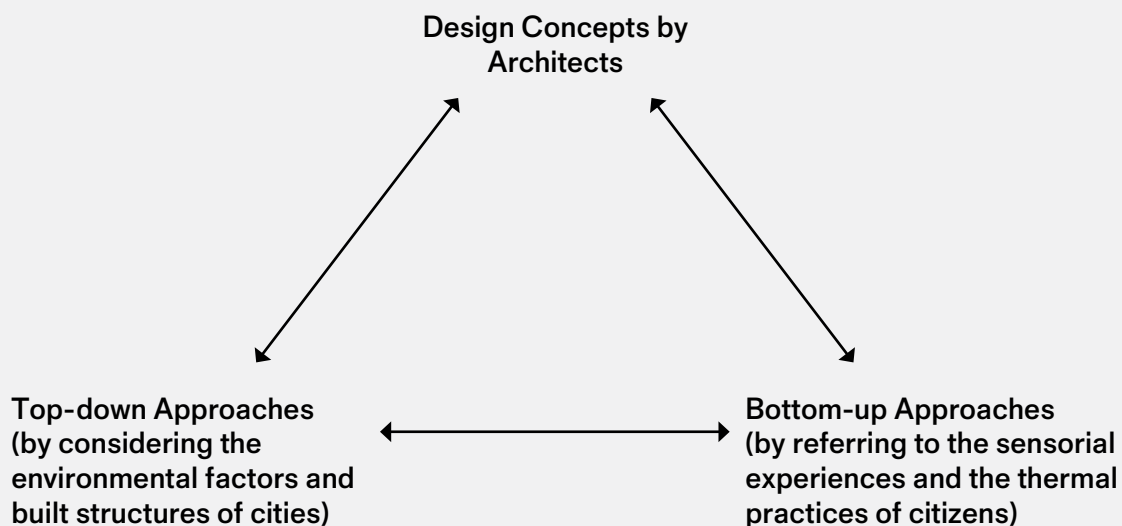 Design Concepts by
Architects
Top-down Approaches
(by considering the
environmental factors and
built structures of cities)
Bottom-up Approaches
(by referring to the sensorial
experiences and the thermal
practices of citizens)